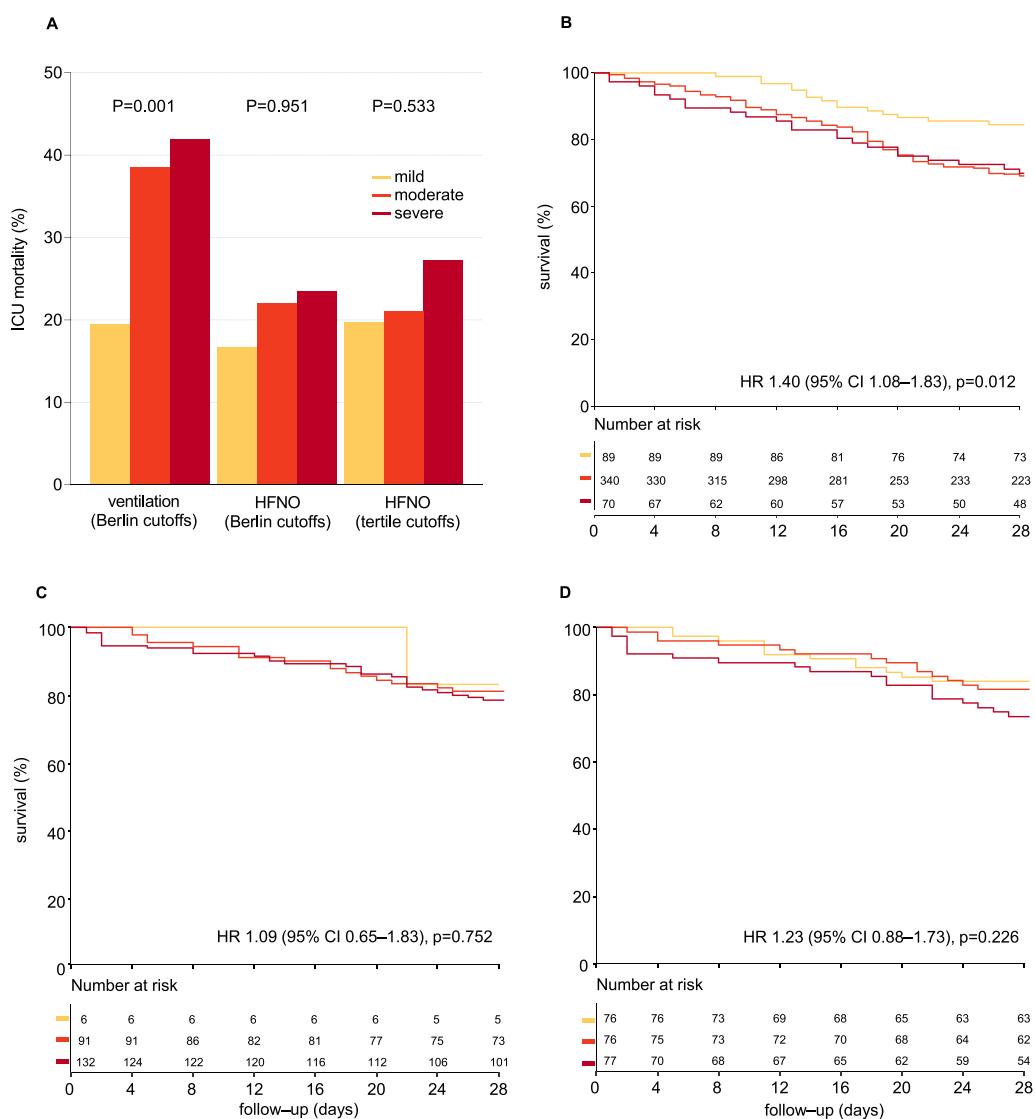 A
50
40
30
20
10
0
ICU mortality (%)
P=0.001 P=0.951 P=0.533
mild
moderate
severe
ventilation
(Berlin cutoffs)
HFNO
(Berlin cutoffs)
HFNO
(tertile cutoffs)
B
100
80
60
40
20
0
survival (%)
HR 1.40 (95% CI 1.08–1.83), p=0.012
Number at risk
89 89 89 86 81 76 74 73
340 330 315 298 281 253 233 223
70 67 62 60 57 53 50 48
0 4 8 12 16 20 24 28
C
100
80
60
40
20
0
survival (%)
HR 1.09 (95% CI 0.65–1.83), p=0.752
Number at risk
6 6 6 6 6 6 5 5
91 91 86 82 81 77 75 73
132 124 122 120 116 112 106 101
0 4 8 12 16 20 24 28
follow–up (days)
D
100
80
60
40
20
0
HR 1.23 (95% CI 0.88–1.73), p=0.226
Number at risk
76 76 73 69 68 65 63 63
76 75 73 72 70 68 64 62
77 70 68 67 65 62 59 54
0 4 8 12 16 20 24 28
follow–up (days)